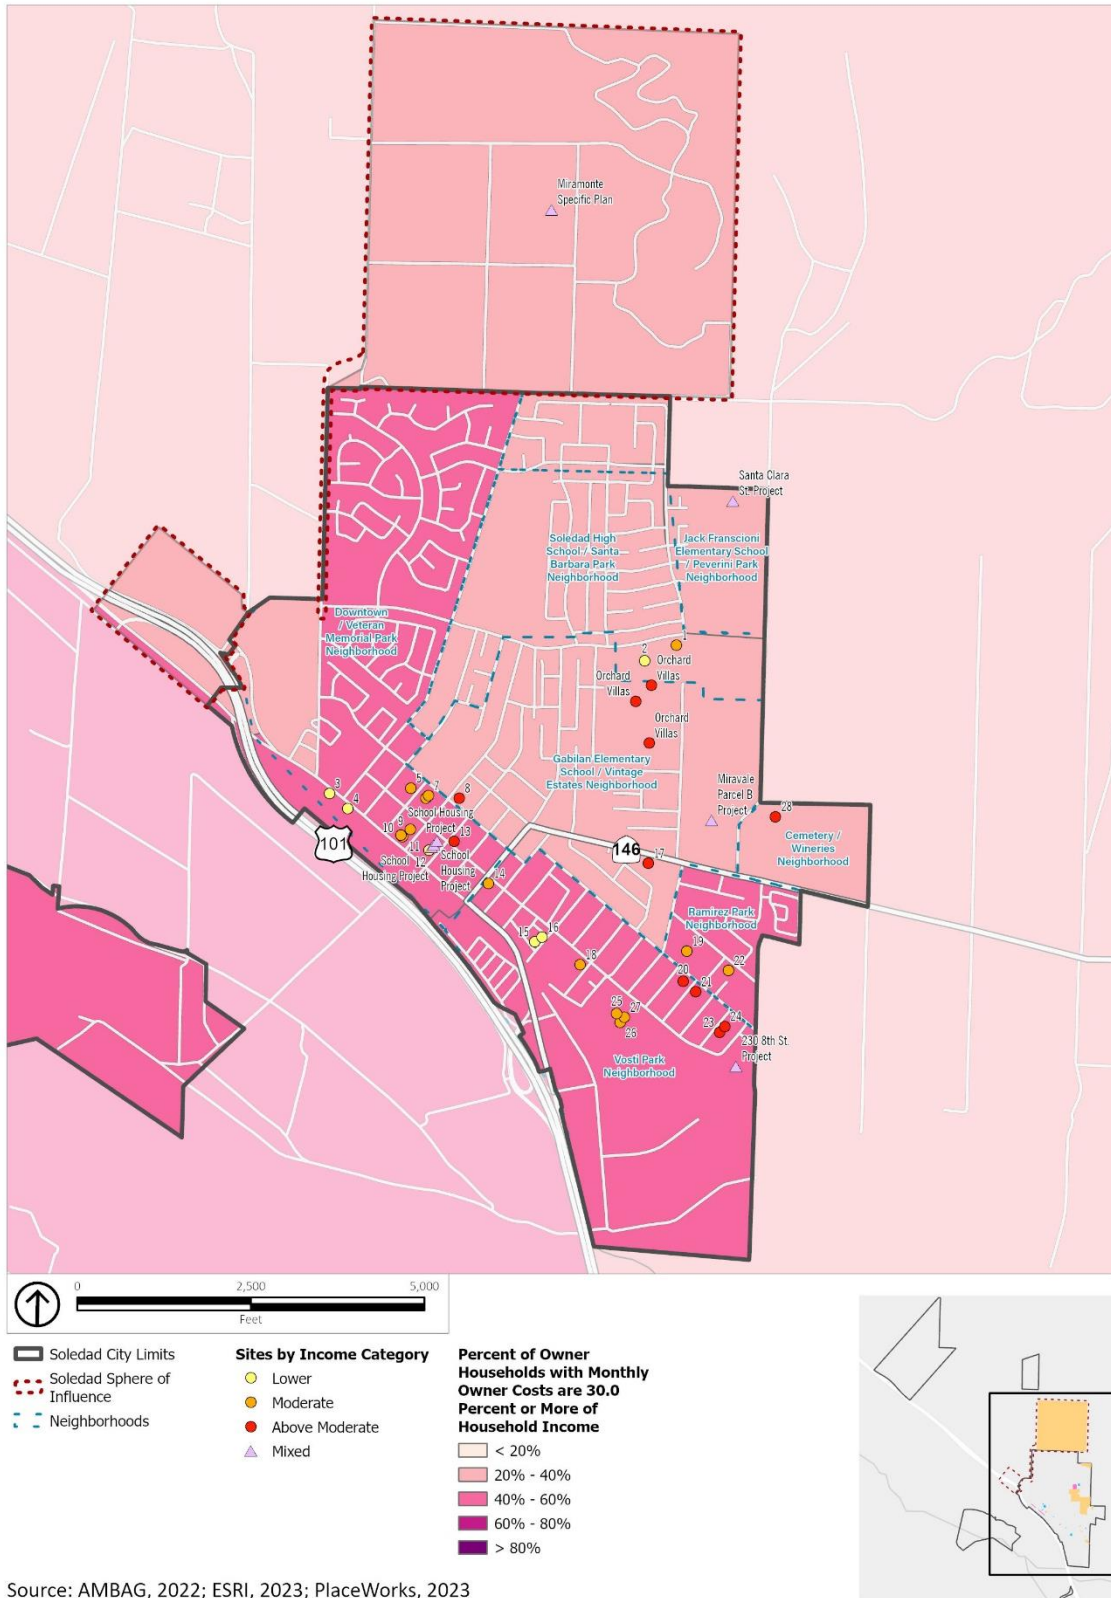 Miramonte
Specific Plan
Santa Clara
St. Project
Soledad High
School / Santa
Barbara Park
Neighborhood
Jack Franscioni
Elementary School
/ Peverini Park
Neighborhood
Downtown
/ Veteran
Memorial Park
Neighborhood
1
2
Orchard
Villas
Orchard
Villas
Orchard
Villas
Gabilan Elementary
School / Vintage
Estates Neighborhood
Miravale
Parcel B
Project
28
Cemetery /
Wineries
Neighborhood
3
4
5
7
8
School Housing
Project
9
10
11
12
13
School
Housing Project
School
Housing
Project
101
146
14
17
15
16
18
Ramirez Park
Neighborhood
19
20
21
22
23
24
25
27
26
230 8th St.
Project
Vosti Park
Neighborhood
0
2,500
5,000
Feet
Soledad City Limits
Soledad Sphere of
Influence
Neighborhoods
Sites by Income Category
Lower
Moderate
Above Moderate
Mixed
Percent of Owner
Households with Monthly
Owner Costs are 30.0
Percent or More of
Household Income
< 20%
20% - 40%
40% - 60%
60% - 80%
> 80%
Source: AMBAG, 2022; ESRI, 2023; PlaceWorks, 2023